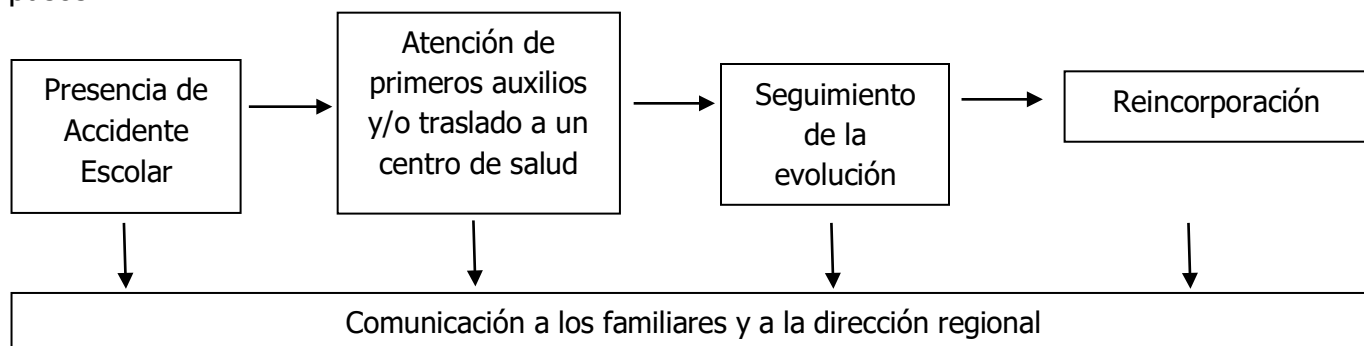 Presencia de
Accidente
Escolar
Atención de
primeros auxilios
y/o traslado a un
centro de salud
Seguimiento
de la
evolución
Reincorporación
Comunicación a los familiares y a la dirección regional